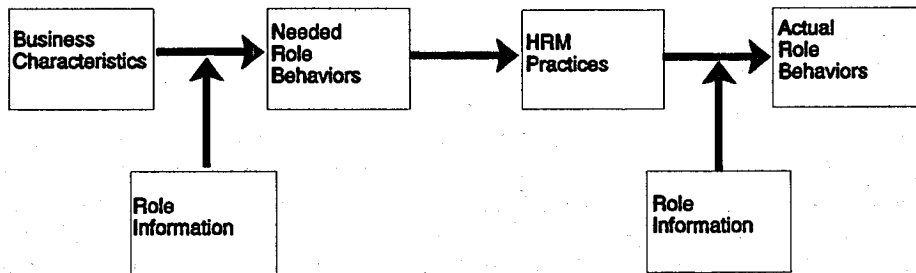 Business
Characteristics
Needed
Role
Behaviors
HRM
Practices
Actual
Role
Behaviors
Role
Information
Role
Information